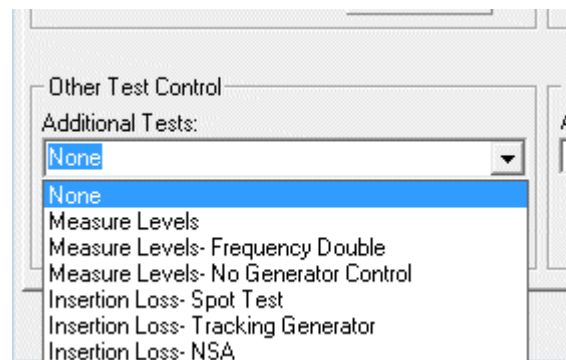 Other Test Control
Additional Tests:
None
None
Measure Levels
Measure Levels- Frequency Double
Measure Levels- No Generator Control
Insertion Loss- Spot Test
Insertion Loss- Tracking Generator
Insertion Loss- NSA